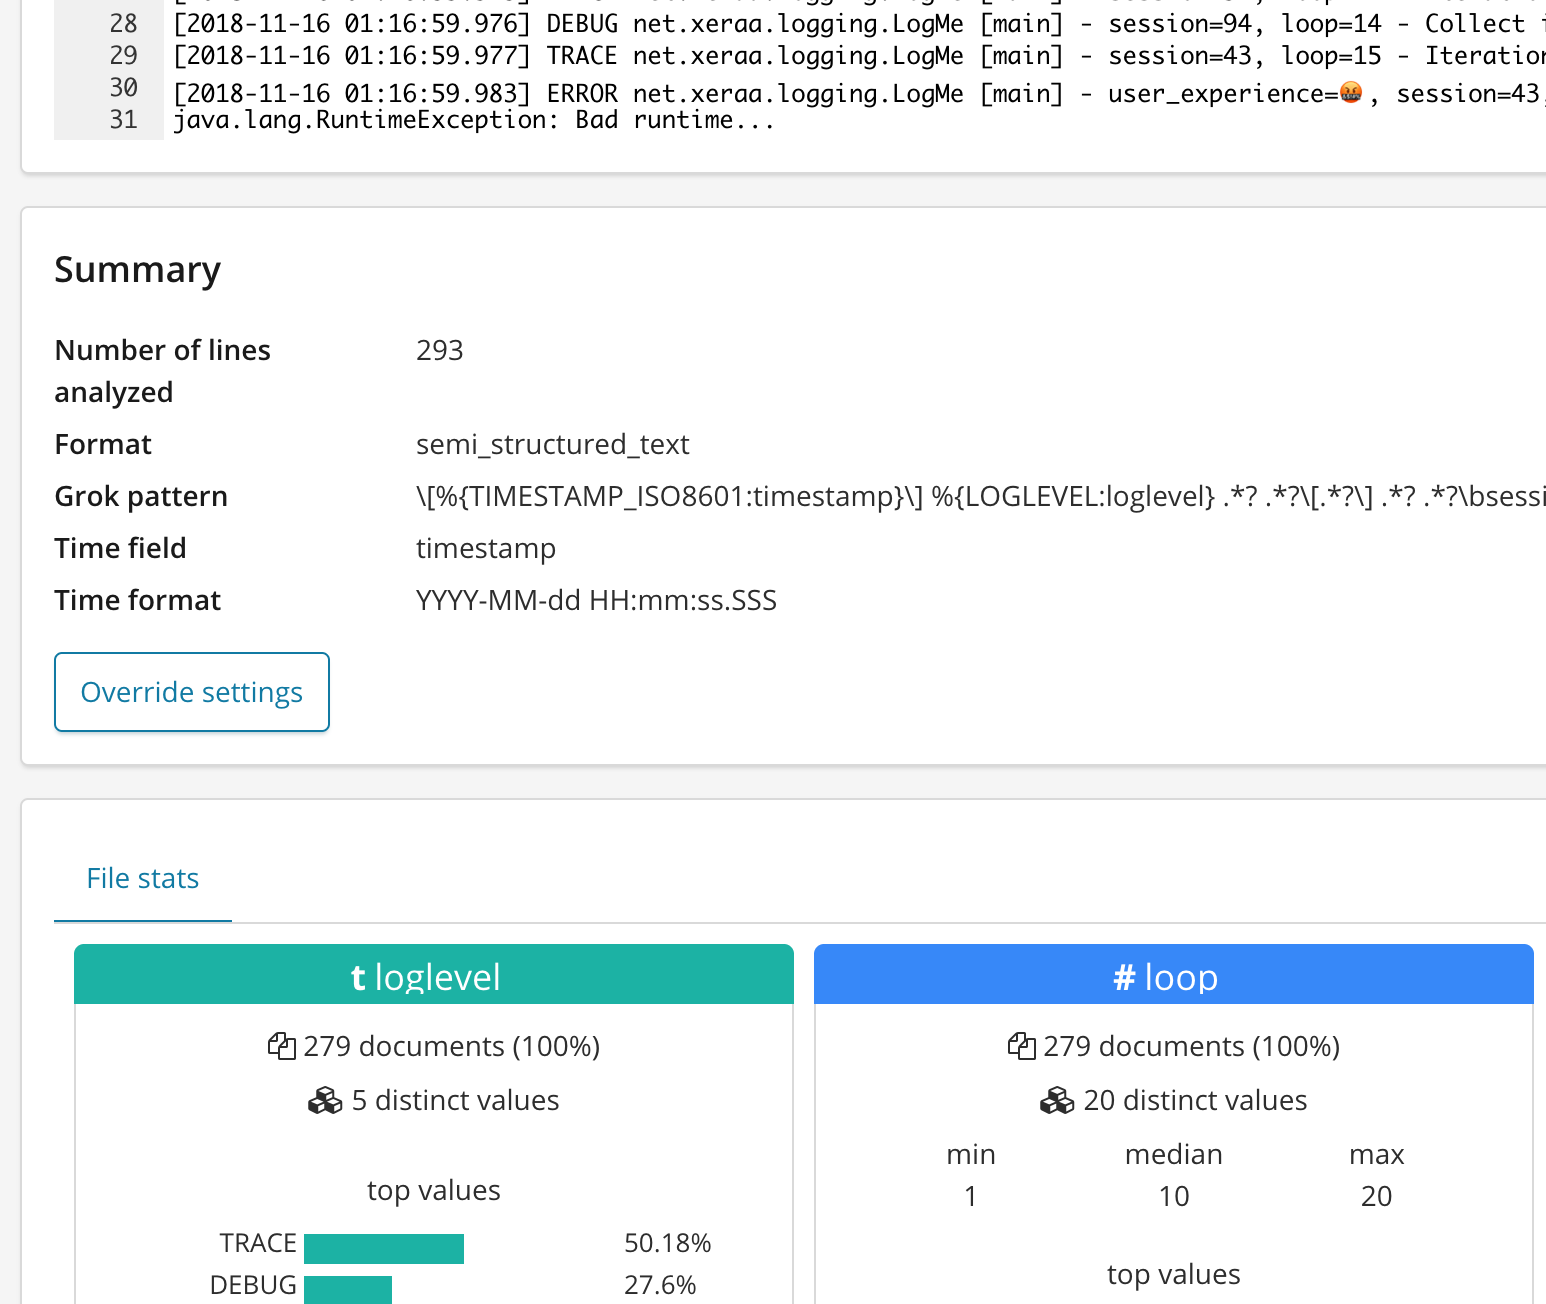 28 [2018-11-16 01:16:59.976] DEBUG net.xeraa.logging.LogMe [main] - session=94, loop=14 - Collect
29 [2018-11-16 01:16:59.977] TRACE net.xeraa.logging.LogMe [main] - session=43, loop=15 - Iteration
30 [2018-11-16 01:16:59.983] ERROR net.xeraa.logging.LogMe [main] - user_experience=🤬, session=43,
31 java.lang.RuntimeException: Bad runtime...
Summary
Number of lines analyzed 293
Format semi_structured_text
Grok pattern \[%{TIMESTAMP_ISO8601:timestamp}\] %{LOGLEVEL:loglevel} .*? .*?\[.*?\] .*? .*?\bsessi
Time field timestamp
Time format YYYY-MM-dd HH:mm:ss.SSS
Override settings
File stats
t loglevel
279 documents (100%)
5 distinct values
top values
TRACE 50.18%
DEBUG 27.6%
# loop
279 documents (100%)
20 distinct values
min median max
1 10 20
top values